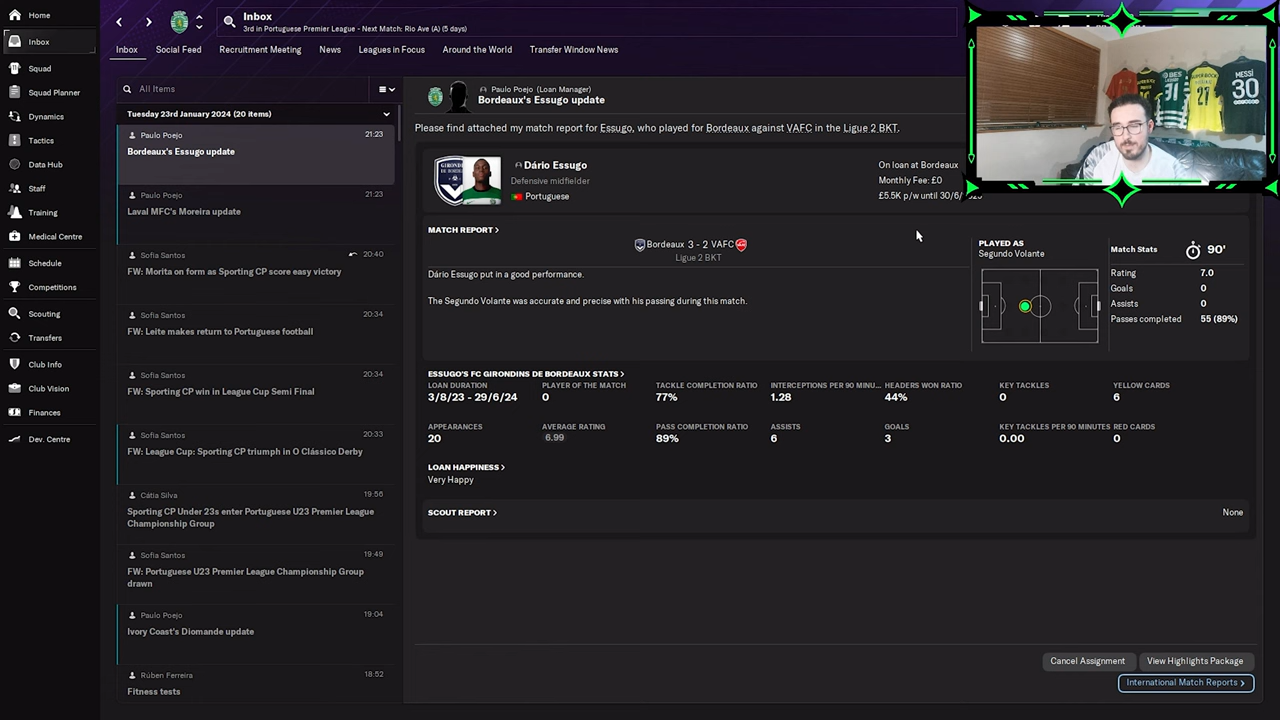 Home
Inbox
Squad
Squad Planner
Dynamics
Tactics
Data Hub
Staff
Training
Medical Centre
Schedule
Competitions
Scouting
Transfers
Club Info
Club Vision
Finances
Dev. Centre
Inbox
3rd in Portuguese Premier League - Next Match: Rio Ave (A) (5 days)
Inbox Social Feed Recruitment Meeting News Leagues in Focus Around the World Transfer Window News
All Items
Tuesday 23rd January 2024 (20 items)
Paulo Poejo 21:23
Bordeaux's Essugo update
Paulo Poejo 21:23
Laval MFC's Moreira update
Sofia Santos 20:40
FW: Morita on form as Sporting CP score easy victory
Sofia Santos 20:34
FW: Leite makes return to Portuguese football
Sofia Santos 20:34
FW: Sporting CP win in League Cup Semi Final
Sofia Santos 20:33
FW: League Cup: Sporting CP triumph in O Clássico Derby
Cátia Silva 19:56
Sporting CP Under 23s enter Portuguese U23 Premier League
Championship Group
Sofia Santos 19:49
FW: Portuguese U23 Premier League Championship Group
drawn
Paulo Poejo 19:04
Ivory Coast's Diomande update
Rúben Ferreira 18:52
Fitness tests
Paulo Poejo (Loan Manager)
Bordeaux's Essugo update
Please find attached my match report for Essugo, who played for Bordeaux against VAFC in the Ligue 2 BKT.
Dário Essugo
Defensive midfielder
Portuguese
On loan at Bordeaux
Monthly Fee: £0
£5.5K p/w until 30/6/
MATCH REPORT >
Bordeaux 3 - 2 VAFC
Ligue 2 BKT
Dário Essugo put in a good performance.
The Segundo Volante was accurate and precise with his passing during this match.
PLAYED AS
Segundo Volante
Match Stats 90'
Rating 7.0
Goals 0
Assists 0
Passes completed 55 (89%)
ESSUGO'S FC GIRONDINS DE BORDEAUX STATS >
LOAN DURATION PLAYER OF THE MATCH TACKLE COMPLETION RATIO INTERCEPTIONS PER 90 MINU... HEADERS WON RATIO KEY TACKLES YELLOW CARDS
3/8/23 - 29/6/24 0 77% 1.28 44% 0 6
APPEARANCES AVERAGE RATING PASS COMPLETION RATIO ASSISTS GOALS KEY TACKLES PER 90 MINUTES RED CARDS
20 6.99 89% 6 3 0.00 0
LOAN HAPPINESS >
Very Happy
SCOUT REPORT > None
Cancel Assignment View Highlights Package
International Match Reports >
BES
31
SUPER BOCK
27
MESSI
30